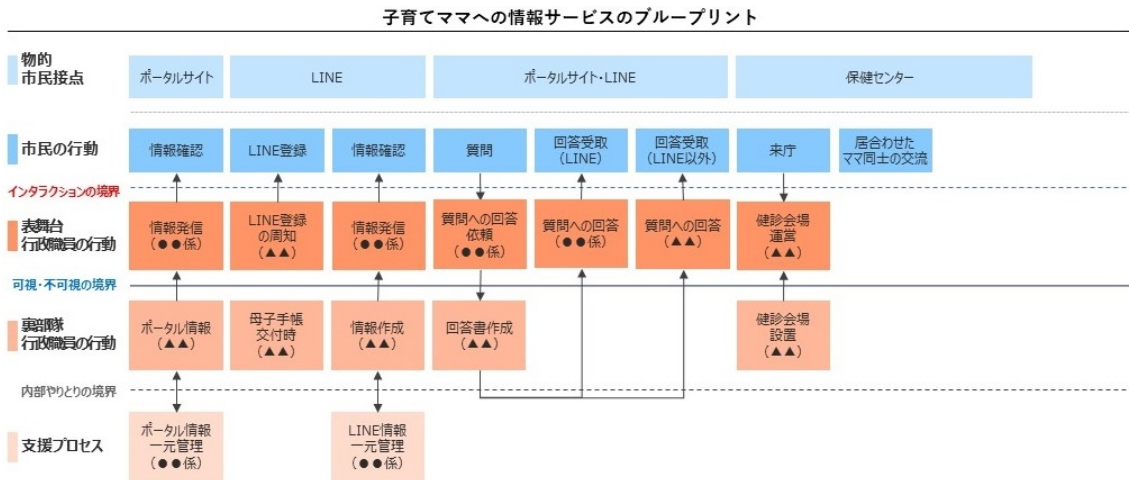 子育てママへの情報サービスのブループリント
物的
市民接点
ポータルサイト
LINE
ポータルサイト・LINE
保健センター
市民の行動
情報確認
LINE登録
情報確認
質問
回答受取
(LINE)
回答受取
(LINE以外)
来庁
居合わせた
ママ同士の交流
インタラクションの境界
表舞台
行政職員の行動
情報発信
(●●係)
LINE登録
の周知
(▲▲)
情報発信
(●●係)
質問への回答
依頼
(●●係)
質問への回答
(●●係)
質問への回答
(▲▲)
健診会場
運営
(▲▲)
可視・不可視の境界
裏部隊
行政職員の行動
ポータル情報
(▲▲)
母子手帳
交付時
(▲▲)
情報作成
(▲▲)
回答書作成
(▲▲)
健診会場
設置
(▲▲)
内部やりとりの境界
支援プロセス
ポータル情報
一元管理
(●●係)
LINE情報
一元管理
(●●係)